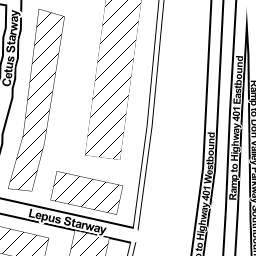 Cetus Starway
Lepus Starway
to Highway 401 Westbound
Ramp to Highway 401 Eastbound
Ramp to Don Valley Parkway Southbound